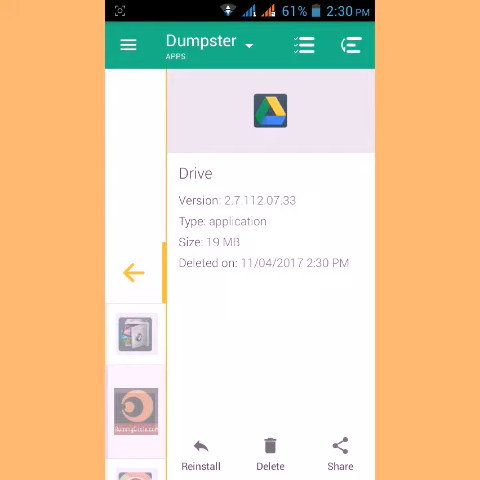 61% 2:30 PM
Dumpster
APPS
Drive
Version: 2.7.112.07.33
Type: application
Size: 19 MB
Deleted on: 11/04/2017 2:30 PM
Reinstall
Delete
Share